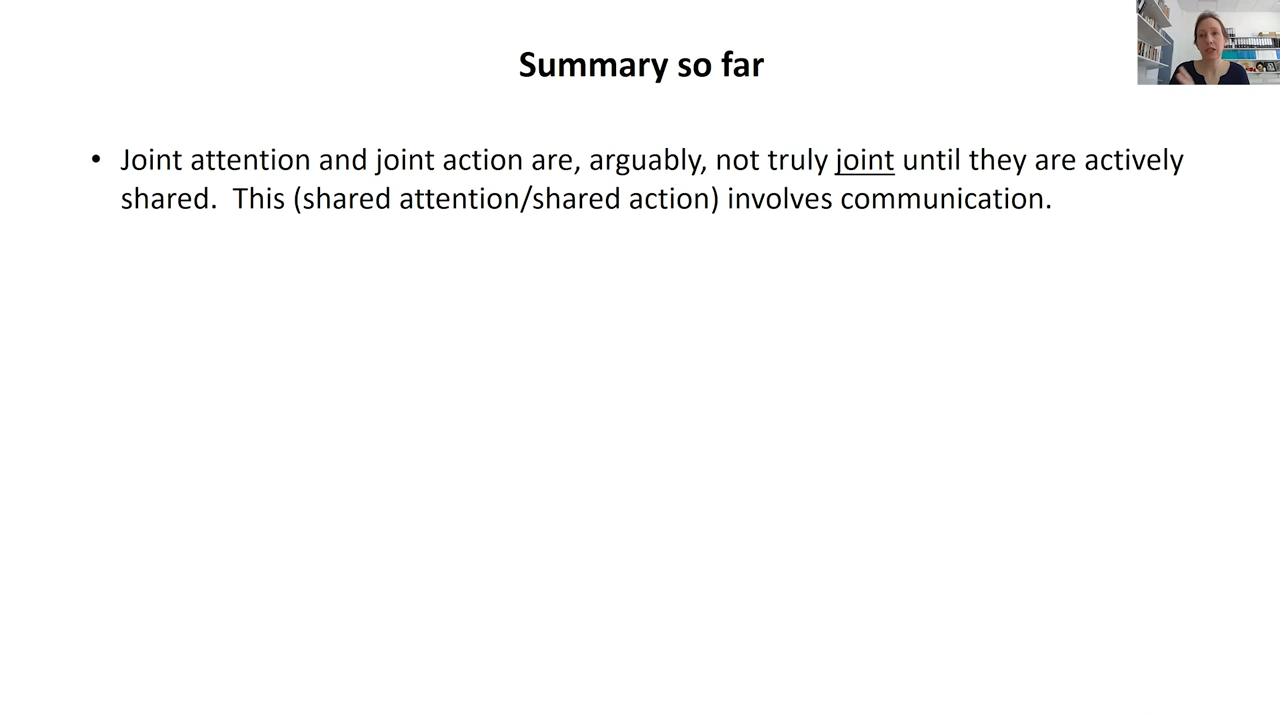 Summary so far
• Joint attention and joint action are, arguably, not truly joint until they are actively
shared.  This (shared attention/shared action) involves communication.